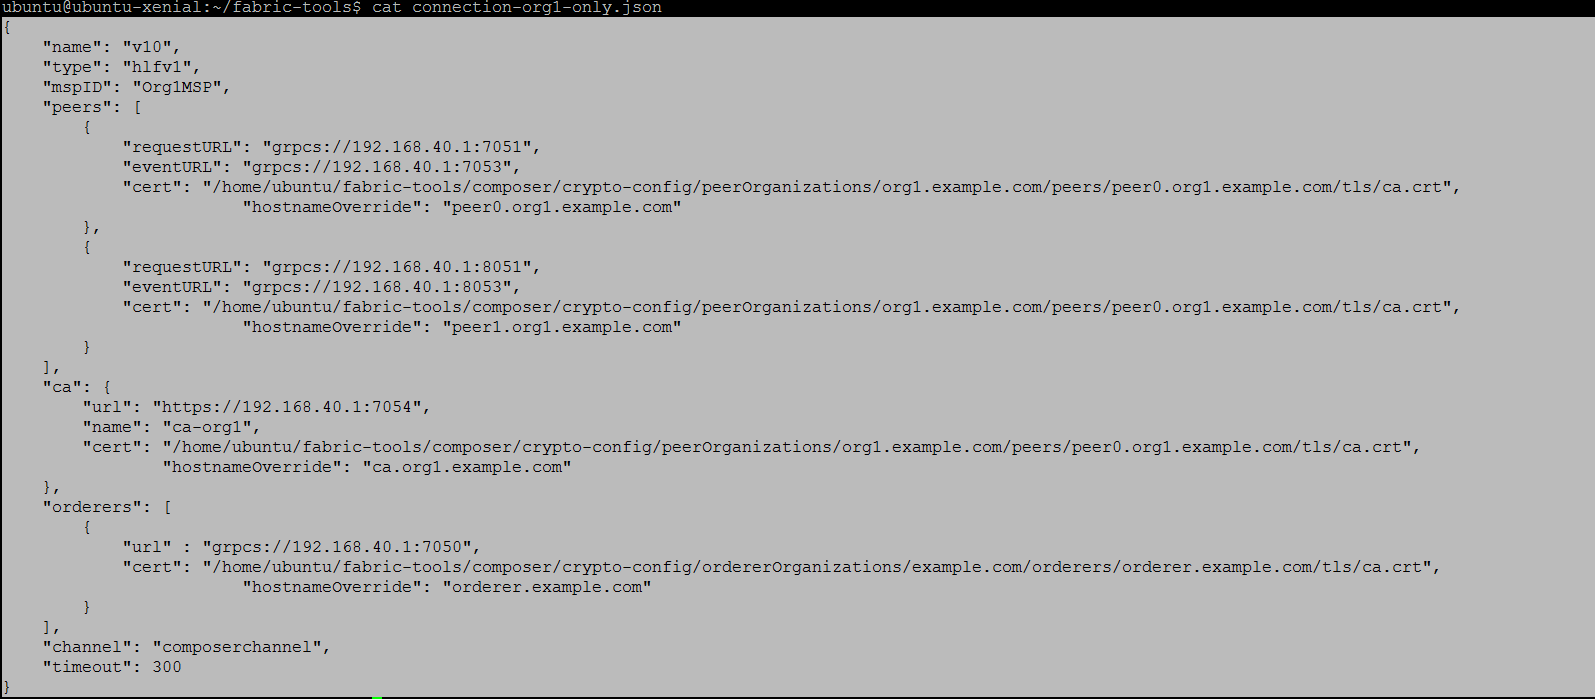 ubuntu@ubuntu-xenial:~/fabric-tools$ cat connection-org1-only.json
{
    "name": "v10",
    "type": "hlfv1",
    "mspID": "Org1MSP",
    "peers": [
        {
            "requestURL": "grpcs://192.168.40.1:7051",
            "eventURL": "grpcs://192.168.40.1:7053",
            "cert": "/home/ubuntu/fabric-tools/composer/crypto-config/peerOrganizations/org1.example.com/peers/peer0.org1.example.com/tls/ca.crt",
                        "hostnameOverride": "peer0.org1.example.com"
        },
        {
            "requestURL": "grpcs://192.168.40.1:8051",
            "eventURL": "grpcs://192.168.40.1:8053",
            "cert": "/home/ubuntu/fabric-tools/composer/crypto-config/peerOrganizations/org1.example.com/peers/peer0.org1.example.com/tls/ca.crt",
                        "hostnameOverride": "peer1.org1.example.com"
        }
    ],
    "ca": {
        "url": "https://192.168.40.1:7054",
        "name": "ca-org1",
        "cert": "/home/ubuntu/fabric-tools/composer/crypto-config/peerOrganizations/org1.example.com/peers/peer0.org1.example.com/tls/ca.crt",
                "hostnameOverride": "ca.org1.example.com"
    },
    "orderers": [
        {
            "url" : "grpcs://192.168.40.1:7050",
            "cert": "/home/ubuntu/fabric-tools/composer/crypto-config/ordererOrganizations/example.com/orderers/orderer.example.com/tls/ca.crt",
                        "hostnameOverride": "orderer.example.com"
        }
    ],
    "channel": "composerchannel",
    "timeout": 300
}